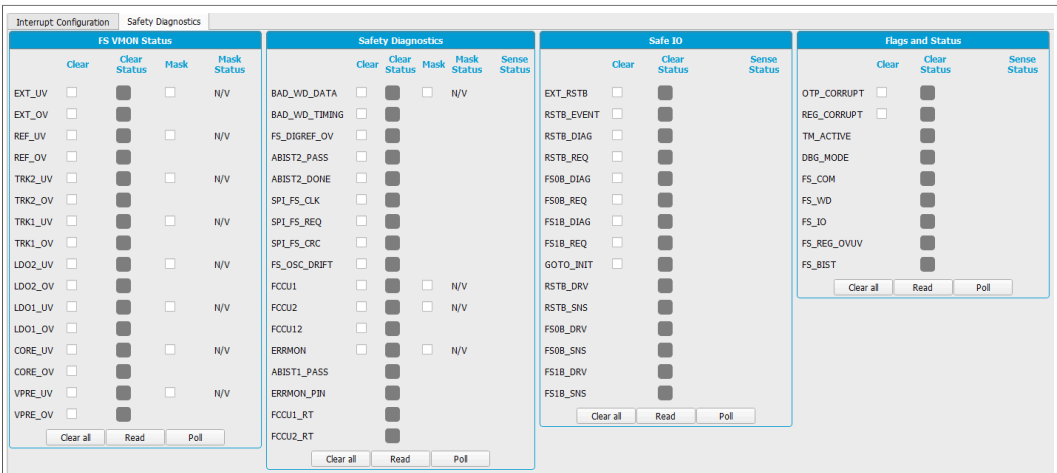 Interrupt Configuration Safety Diagnostics
FS VMON Status
Clear Clear Status Mask Mask Status
EXT_UV N/V
EXT_OV
REF_UV N/V
REF_OV
TRK2_UV N/V
TRK2_OV
TRK1_UV N/V
TRK1_OV
LDO2_UV N/V
LDO2_OV
LDO1_UV N/V
LDO1_OV
CORE_UV N/V
CORE_OV
VPRE_UV N/V
VPRE_OV
Clear all Read Poll
Safety Diagnostics
Clear Clear Status Mask Mask Status Sense Status
BAD_WD_DATA N/V
BAD_WD_TIMING
FS_DIGREF_OV
ABIST2_PASS
ABIST2_DONE
SPI_FS_CLK
SPI_FS_REQ
SPI_FS_CRC
FS_OSC_DRIFT
FCCU1 N/V
FCCU2 N/V
FCCU12
ERRMON N/V
ABIST1_PASS
ERRMON_PIN
FCCU1_RT
FCCU2_RT
Clear all Read Poll
Safe IO
Clear Clear Status Sense Status
EXT_RSTB
RSTB_EVENT
RSTB_DIAG
RSTB_REQ
FS0B_DIAG
FS0B_REQ
FS1B_DIAG
FS1B_REQ
GOTO_INIT
RSTB_DRV
RSTB_SNS
FS0B_DRV
FS0B_SNS
FS1B_DRV
FS1B_SNS
Clear all Read Poll
Flags and Status
Clear Clear Status Sense Status
OTP_CORRUPT
REG_CORRUPT
TM_ACTIVE
DBG_MODE
FS_COM
FS_WD
FS_IO
FS_REG_OVUV
FS_BIST
Clear all Read Poll